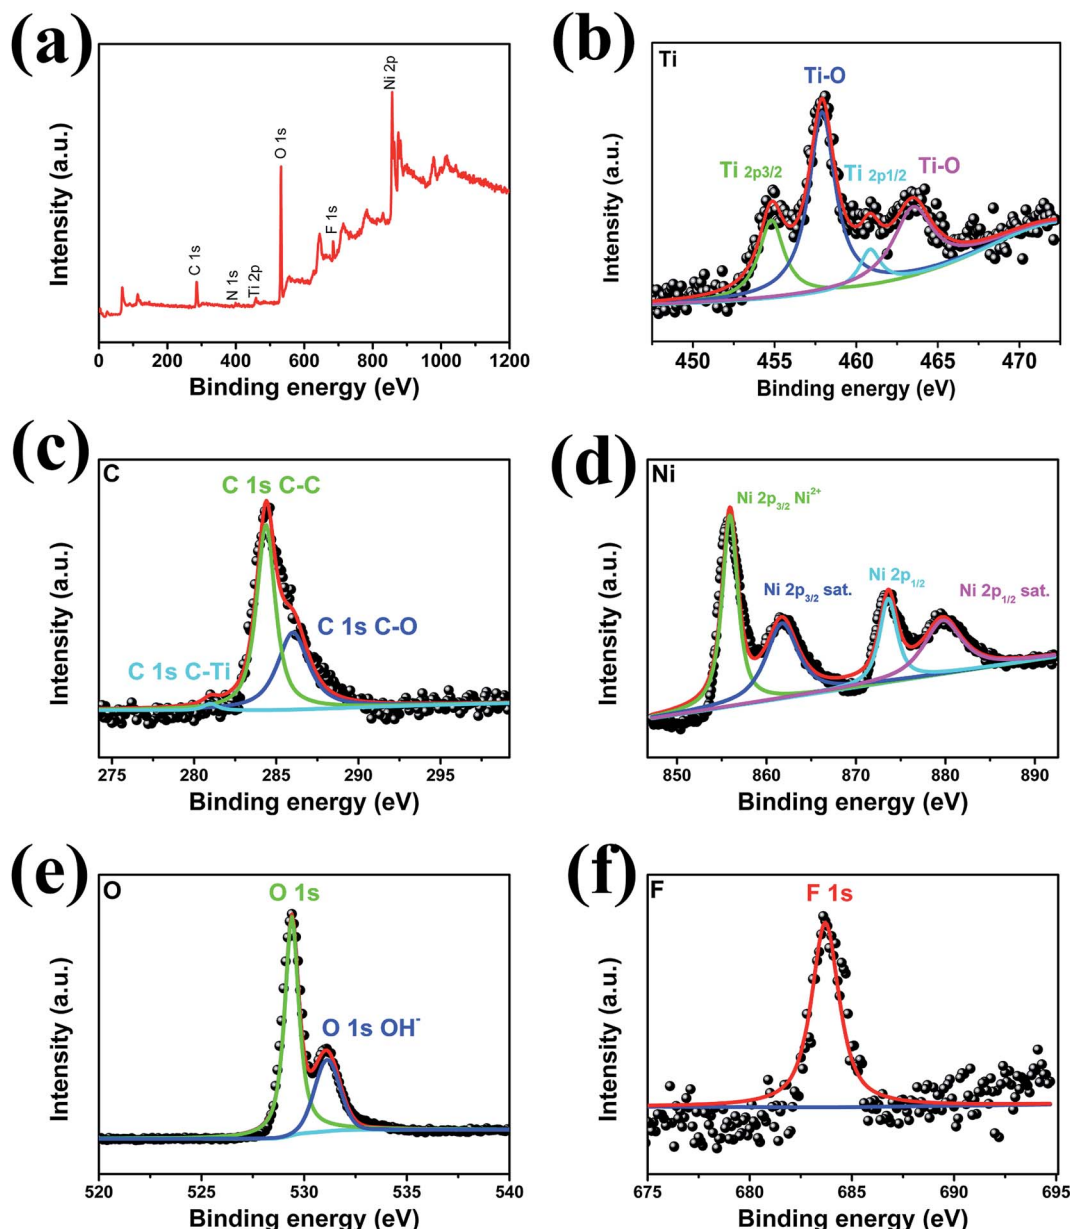 (a)
Intensity (a.u.)
C 1s
N 1s
Ti 2p
O 1s
F 1s
Ni 2p
0 200 400 600 800 1000 1200
Binding energy (eV)
(b)
Ti
Intensity (a.u.)
Ti-O
Ti 2p3/2
Ti 2p1/2
Ti-O
450 455 460 465 470
Binding energy (eV)
(c)
C
Intensity (a.u.)
C 1s C-C
C 1s C-O
C 1s C-Ti
275 280 285 290 295
Binding energy (eV)
(d)
Ni
Intensity (a.u.)
Ni 2p3/2 Ni2+
Ni 2p3/2 sat.
Ni 2p1/2
Ni 2p1/2 sat.
850 860 870 880 890
Binding energy (eV)
(e)
O
Intensity (a.u.)
O 1s
O 1s OH-
520 525 530 535 540
Binding energy (eV)
(f)
F
Intensity (a.u.)
F 1s
675 680 685 690 695
Binding energy (eV)